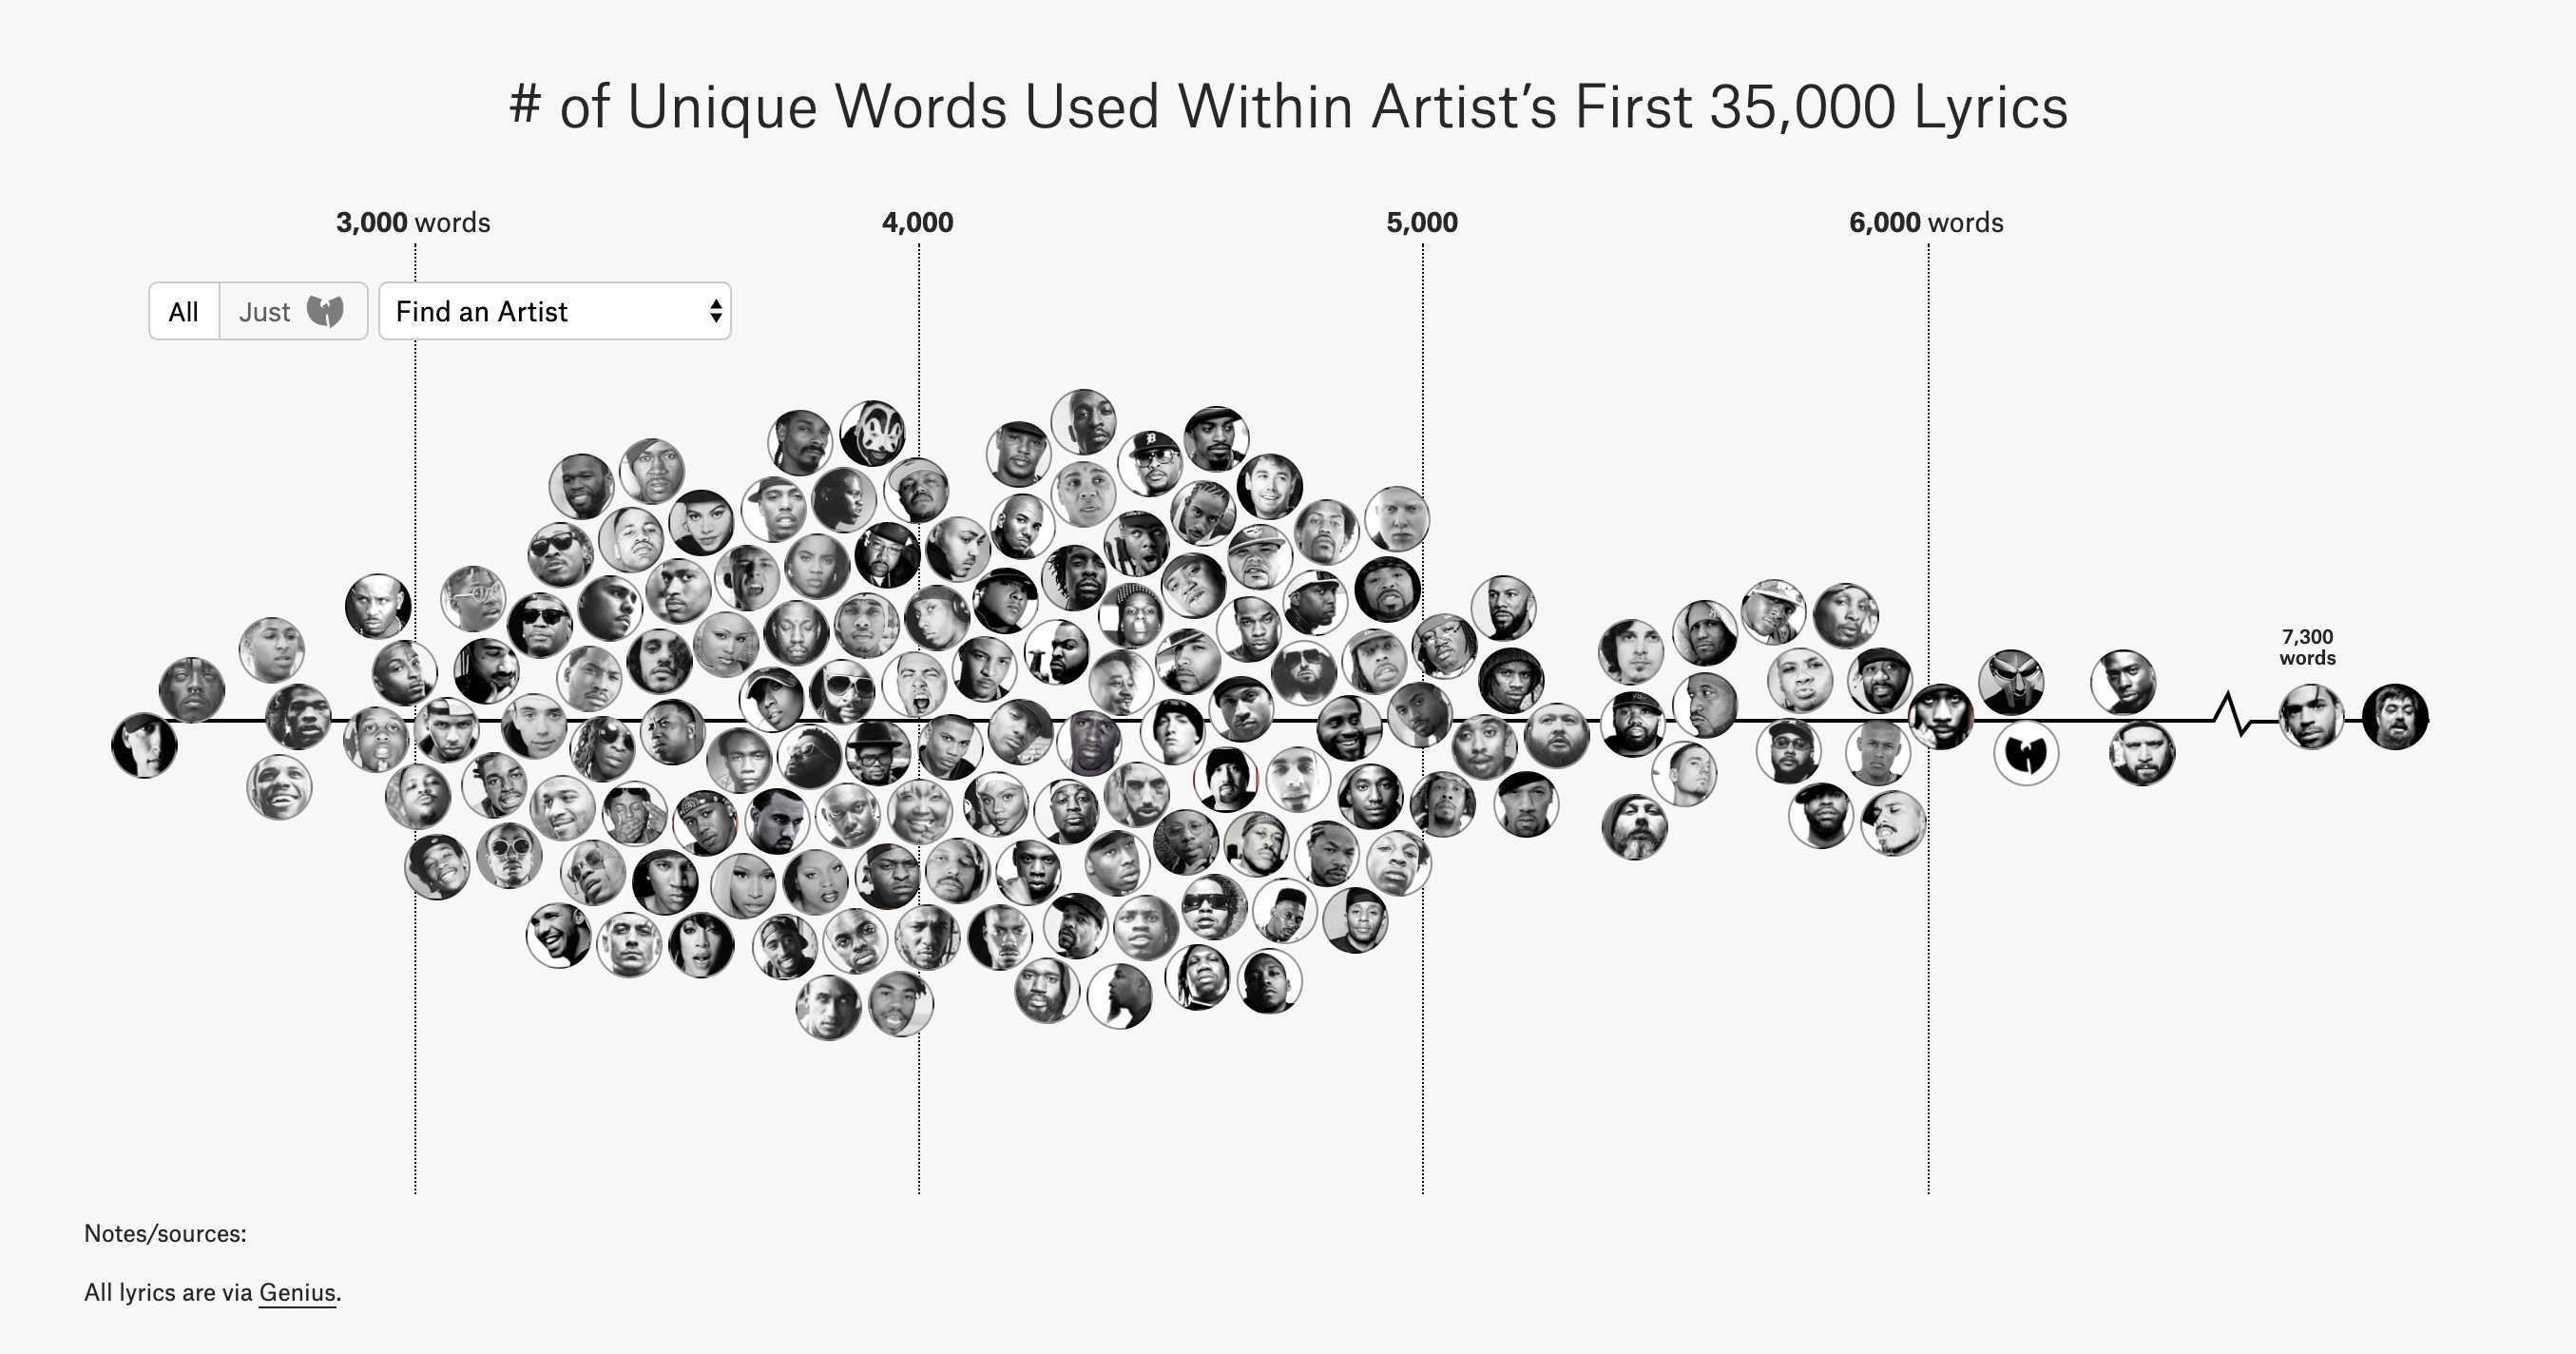 # of Unique Words Used Within Artist’s First 35,000 Lyrics
3,000 words
4,000
5,000
6,000 words
All
Just
Find an Artist
7,300
words
Notes/sources:
All lyrics are via Genius.